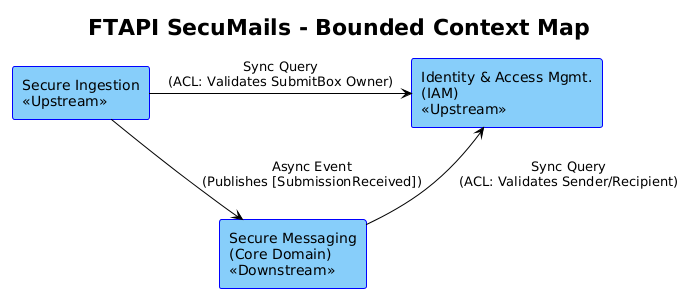 FTAPI SecuMails - Bounded Context Map
Sync Query
(ACL: Validates SubmitBox Owner)
Secure Ingestion
«Upstream»
Identity & Access Mgmt.
(IAM)
«Upstream»
Async Event
(Publishes [SubmissionReceived])
Sync Query
(ACL: Validates Sender/Recipient)
Secure Messaging
(Core Domain)
«Downstream»